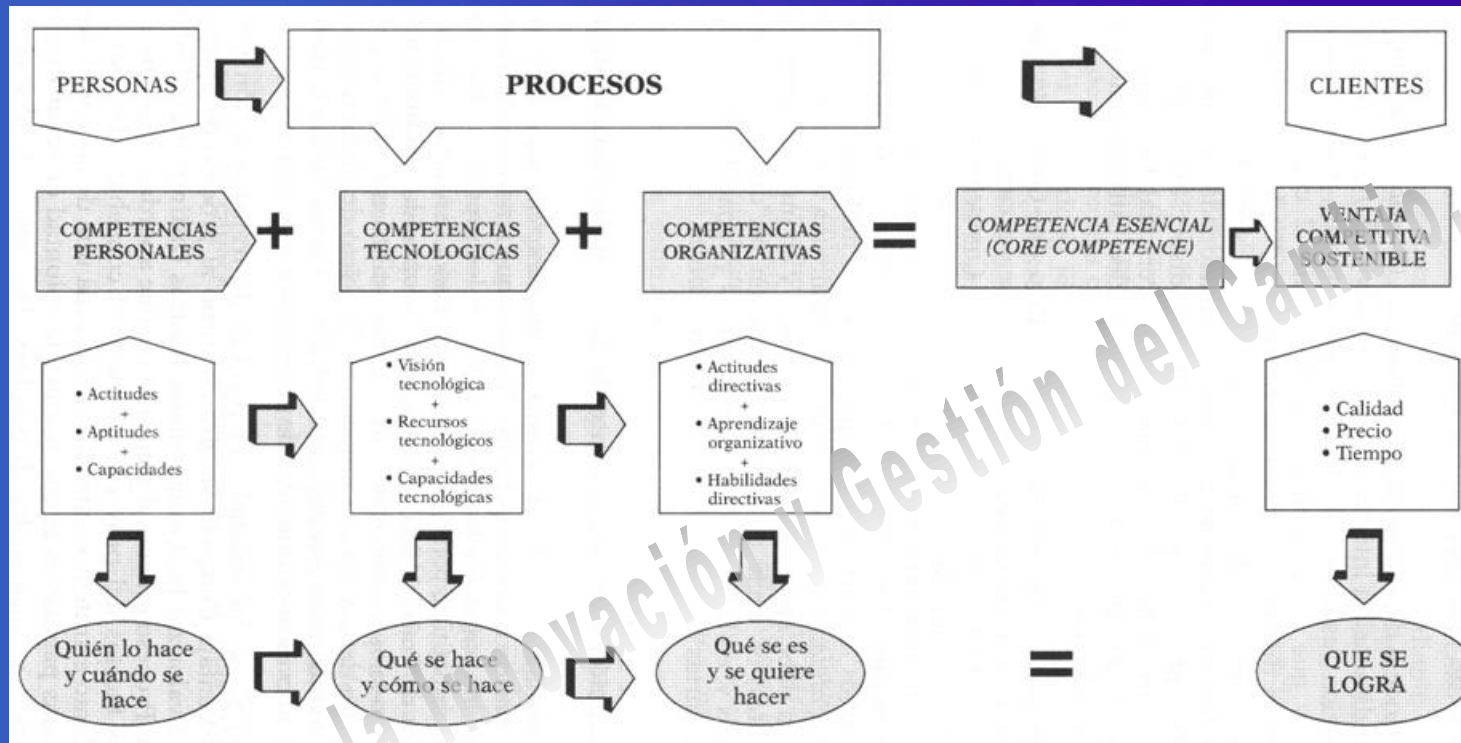 PERSONAS
PROCESOS
CLIENTES
COMPETENCIAS
PERSONALES
+
COMPETENCIAS
TECNOLOGICAS
+
COMPETENCIAS
ORGANIZATIVAS
=
COMPETENCIA ESENCIAL
(CORE COMPETENCE)
VENTAJA
COMPETITIVA
SOSTENIBLE
• Actitudes
+
• Aptitudes
+
• Capacidades
• Visión
tecnológica
+
• Recursos
tecnológicos
+
• Capacidades
tecnológicas
• Actitudes
directivas
+
• Aprendizaje
organizativo
+
• Habilidades
directivas
• Calidad
• Precio
• Tiempo
Quién lo hace
y cuándo se
hace
Qué se hace
y cómo se hace
Qué se es
y se quiere
hacer
=
QUE SE
LOGRA
la Innovación y Gestión del Cambio,